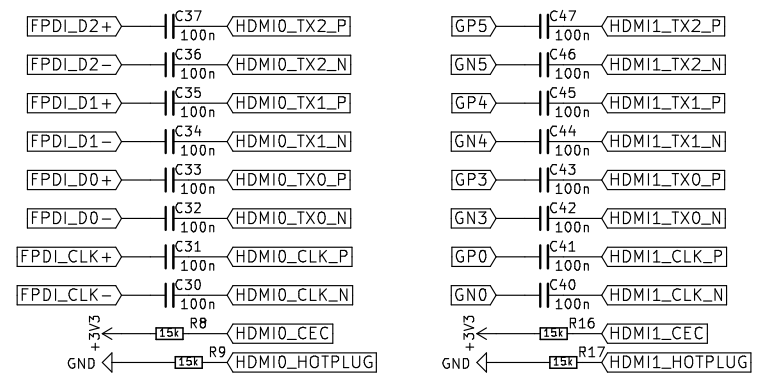 FPDI_D2+ C37 100n HDMI0_TX2_P
FPDI_D2- C36 100n HDMI0_TX2_N
FPDI_D1+ C35 100n HDMI0_TX1_P
FPDI_D1- C34 100n HDMI0_TX1_N
FPDI_D0+ C33 100n HDMI0_TX0_P
FPDI_D0- C32 100n HDMI0_TX0_N
FPDI_CLK+ C31 100n HDMI0_CLK_P
FPDI_CLK- C30 100n HDMI0_CLK_N
+3V3 15k R8 HDMI0_CEC
GND 15k R9 HDMI0_HOTPLUG
GP5 C47 100n HDMI1_TX2_P
GN5 C46 100n HDMI1_TX2_N
GP4 C45 100n HDMI1_TX1_P
GN4 C44 100n HDMI1_TX1_N
GP3 C43 100n HDMI1_TX0_P
GN3 C42 100n HDMI1_TX0_N
GP0 C41 100n HDMI1_CLK_P
GN0 C40 100n HDMI1_CLK_N
+3V3 15k R16 HDMI1_CEC
GND 15k R17 HDMI1_HOTPLUG